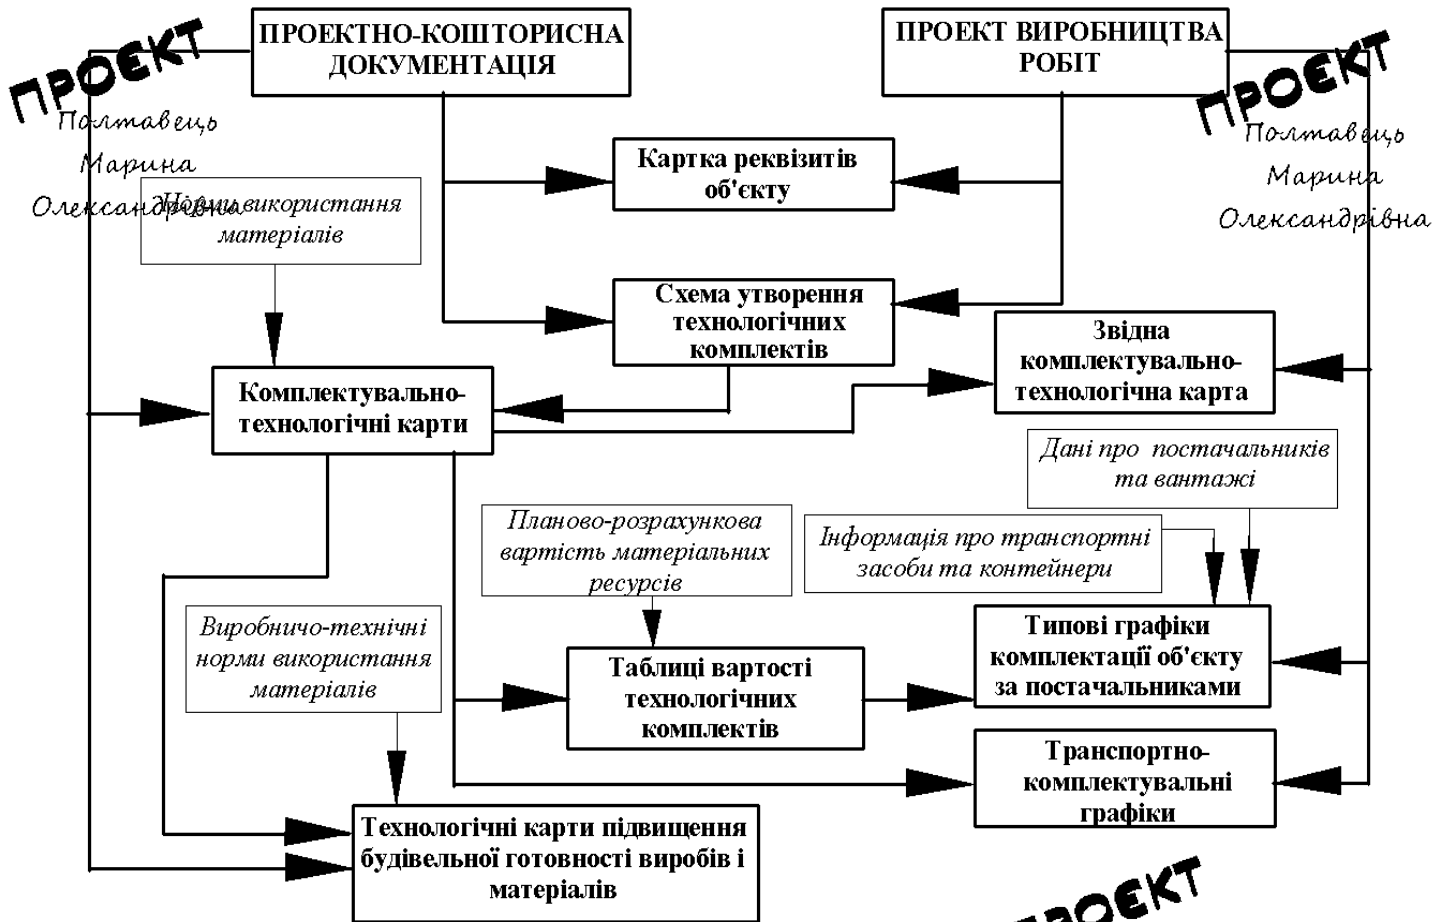 ПРОЕКТНО-КОШТОРИСНА
ДОКУМЕНТАЦІЯ
ПРОЕКТ ВИРОБНИЦТВА
РОБІТ
ПРОЄКТ
Полтавець
Марина
Олександрівна
ПРОЄКТ
Полтавець
Марина
Олександрівна
Картка реквізитів
об'єкту
Норми використання
матеріалів
Схема утворення
технологічних
комплектів
Звідна
комплектувально-
технологічна карта
Комплектувально-
технологічні карти
Дані про постачальників
та вантажі
Планово-розрахункова
вартість матеріальних
ресурсів
Інформація про транспортні
засоби та контейнери
Виробничо-технічні
норми використання
матеріалів
Таблиці вартості
технологічних
комплектів
Типові графіки
комплектації об'єкту
за постачальниками
Транспортно-
комплектувальні
графіки
Технологічні карти підвищення
будівельної готовності виробів і
матеріалів
ПРОЄКТ